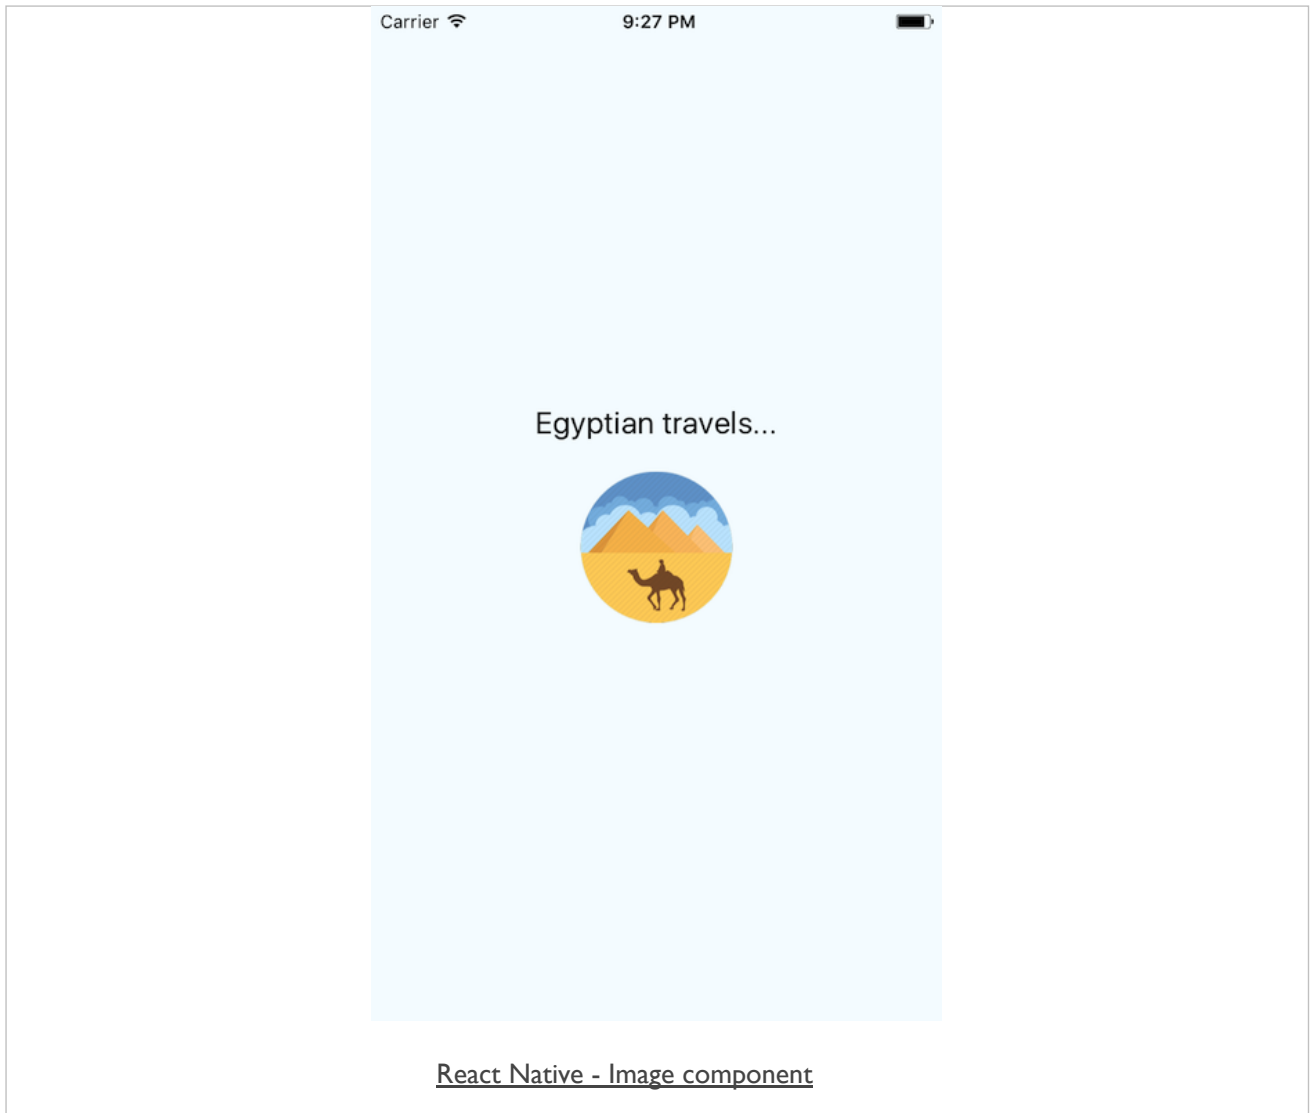 Carrier 9:27 PM
Egyptian travels...
React Native - Image component